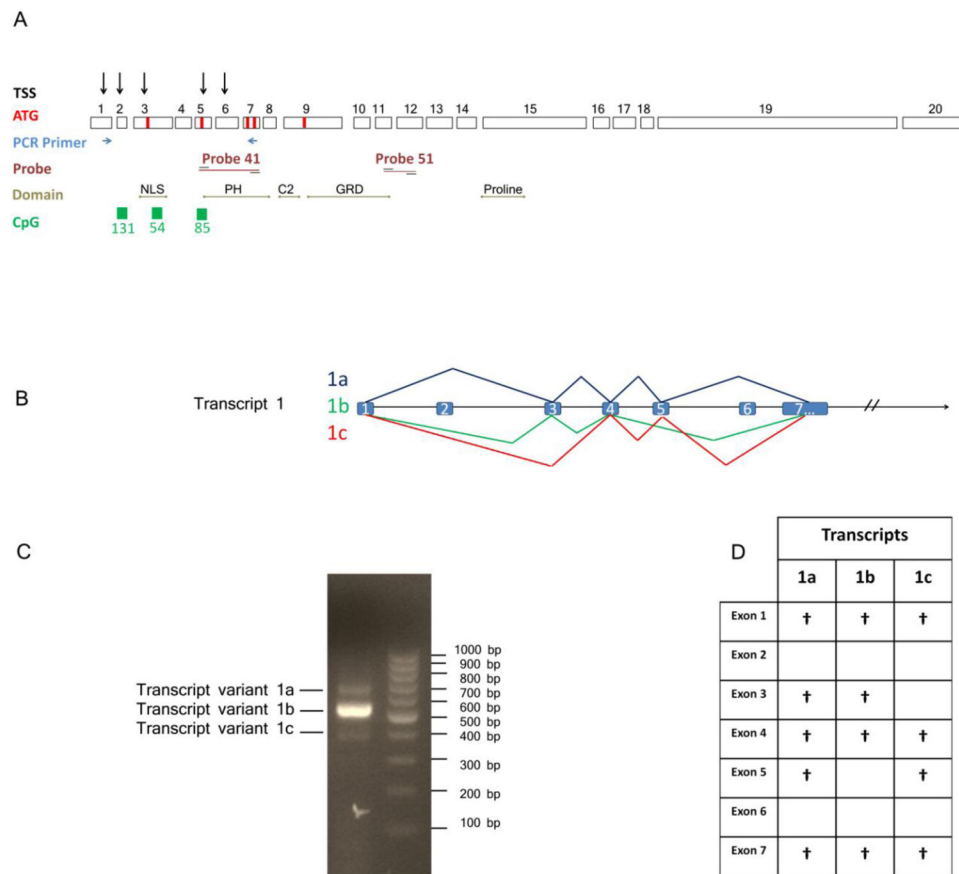 A
TSS
1 2 3 4 5 6 7 8 9 10 11 12 13 14 15 16 17 18 19 20
ATG
PCR Primer
Probe Probe 41 Probe 51
Domain NLS PH C2 GRD Proline
CpG
131 54 85
B
Transcript 1
1a
1b
1c
1 2 3 4 5 6 7...
//
C
Transcript variant 1a
Transcript variant 1b
Transcript variant 1c
1000 bp
900 bp
800 bp
700 bp
600 bp
500 bp
400 bp
300 bp
200 bp
100 bp
D
Transcripts
1a 1b 1c
Exon 1 † † †
Exon 2
Exon 3 † †
Exon 4 † † †
Exon 5 † †
Exon 6
Exon 7 † † †